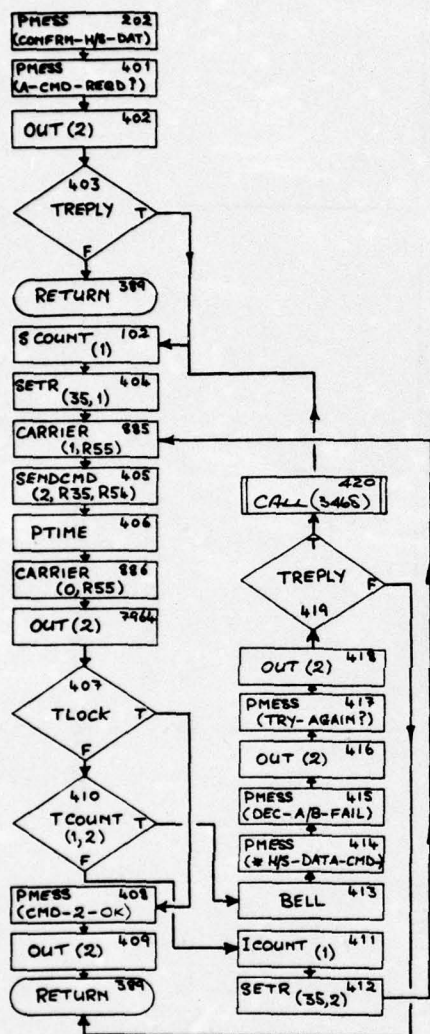 PMESS 202
(CONFRM-H/S-DAT)
PMESS 401
(A-CMD-REQD?)
OUT (2) 402
403
TREPLY T
F
RETURN 389
SCOUNT (1) 102
SETR (35,1) 404
CARRIER 885
(1,R55)
SENDCMD 405
(2, R35, R54)
PTIME 406
CARRIER 886
(0,R55)
OUT (2) 7964
407
TLOCK T
F
410
TCOUNT T
(1,2)
F
PMESS 408
(CMD-2-OK)
OUT (2) 409
RETURN 389
420
CALL (3468)
T
TREPLY F
419
OUT (2) 418
PMESS 417
(TRY-AGAIN?)
OUT (2) 416
PMESS 415
(DEC-A/B-FAIL)
PMESS 414
(* H/S-DATA-CMD-)
BELL 413
ICOUNT (1) 411
SETR (35,2) 412